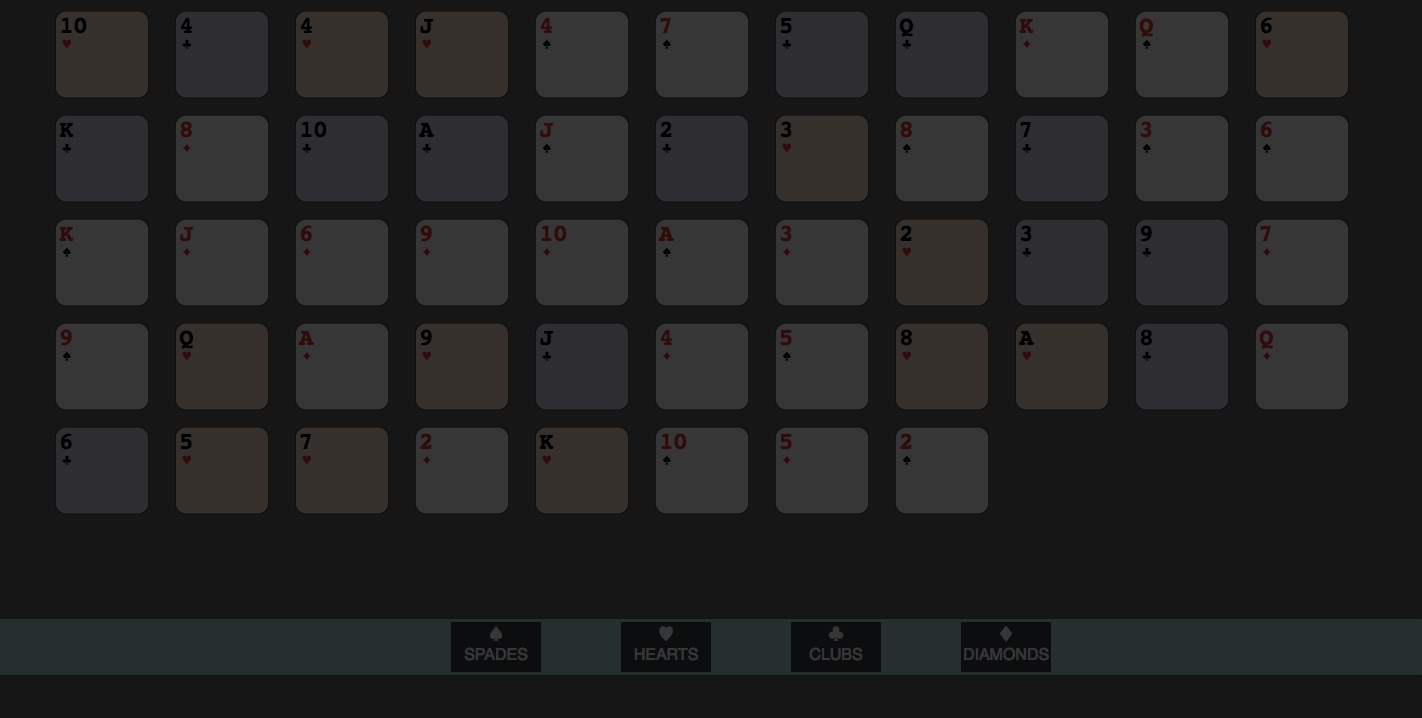 10 4 4 J 4 7 5 Q K Q 6
♥ ♣ ♥ ♥ ♠ ♠ ♣ ♣ ♦ ♠ ♥
K 8 10 A J 2 3 8 7 3 6
♣ ♦ ♣ ♣ ♠ ♣ ♥ ♠ ♣ ♠ ♠
K J 6 9 10 A 3 2 3 9 7
♠ ♦ ♦ ♦ ♦ ♠ ♦ ♥ ♣ ♣ ♦
9 Q A 9 J 4 5 8 A 8 Q
♠ ♥ ♦ ♥ ♣ ♦ ♠ ♥ ♥ ♣ ♦
6 5 7 2 K 10 5 2
♣ ♥ ♥ ♦ ♥ ♠ ♦ ♠
♠ ♥ ♣ ♦
SPADES HEARTS CLUBS DIAMONDS